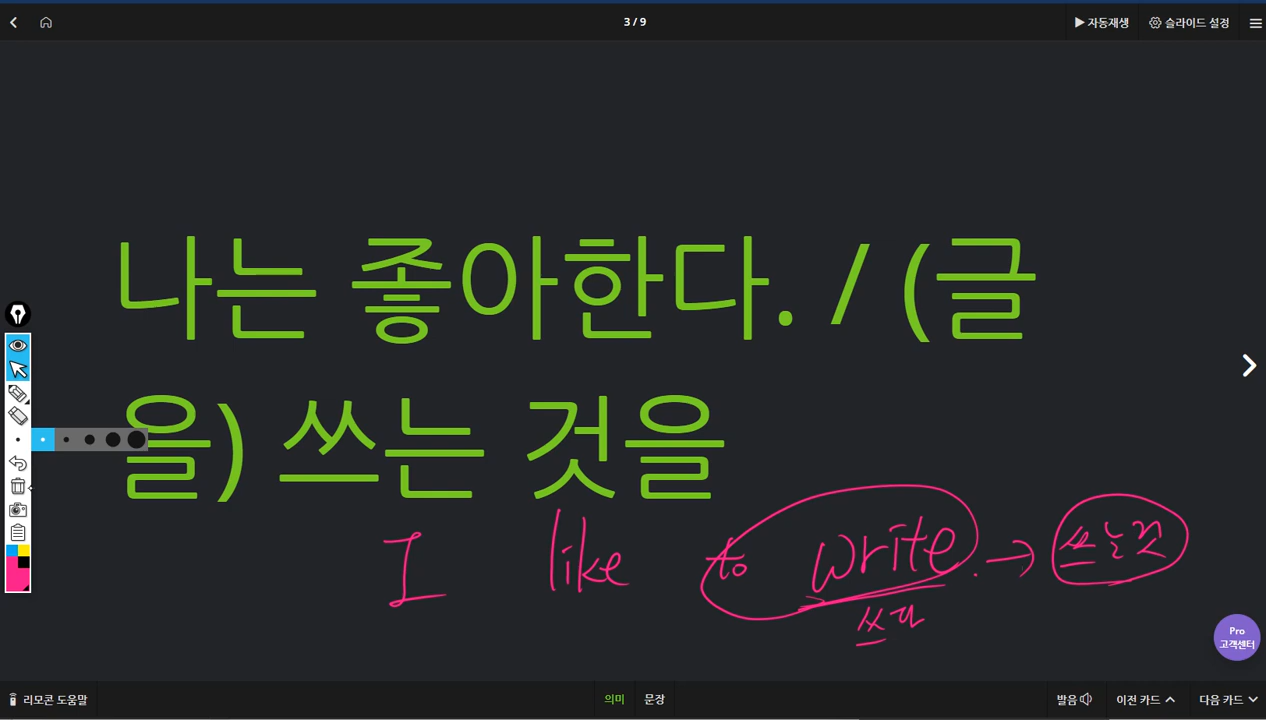 3 / 9
자동재생
슬라이드 설정
나는 좋아한다. / (글
을) 쓰는 것을
I like to write. → 쓰는것
쓰다
Pro
고객센터
리모콘 도움말
의미
문장
발음
이전 카드
다음 카드